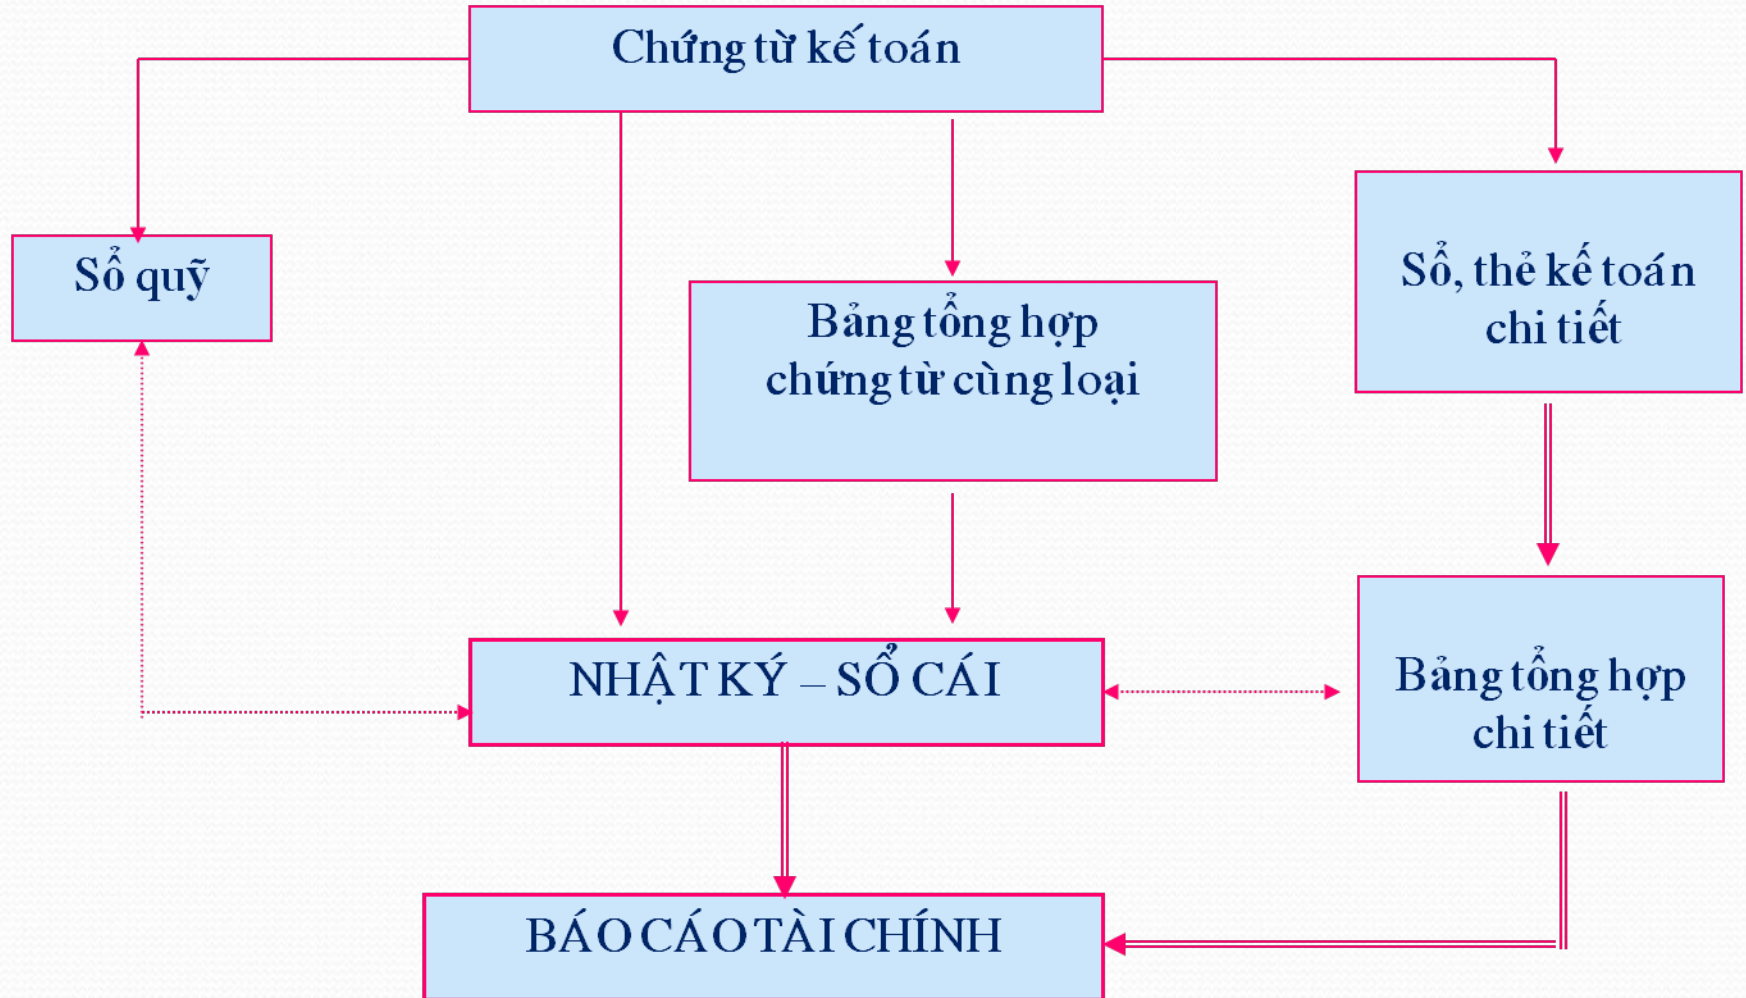 Chứng từ kế toán
Sổ quỹ
Bảng tổng hợp
chứng từ cùng loại
Sổ, thẻ kế toán
chi tiết
NHẬT KÝ – SỔ CÁI
Bảng tổng hợp
chi tiết
BÁO CÁO TÀI CHÍNH